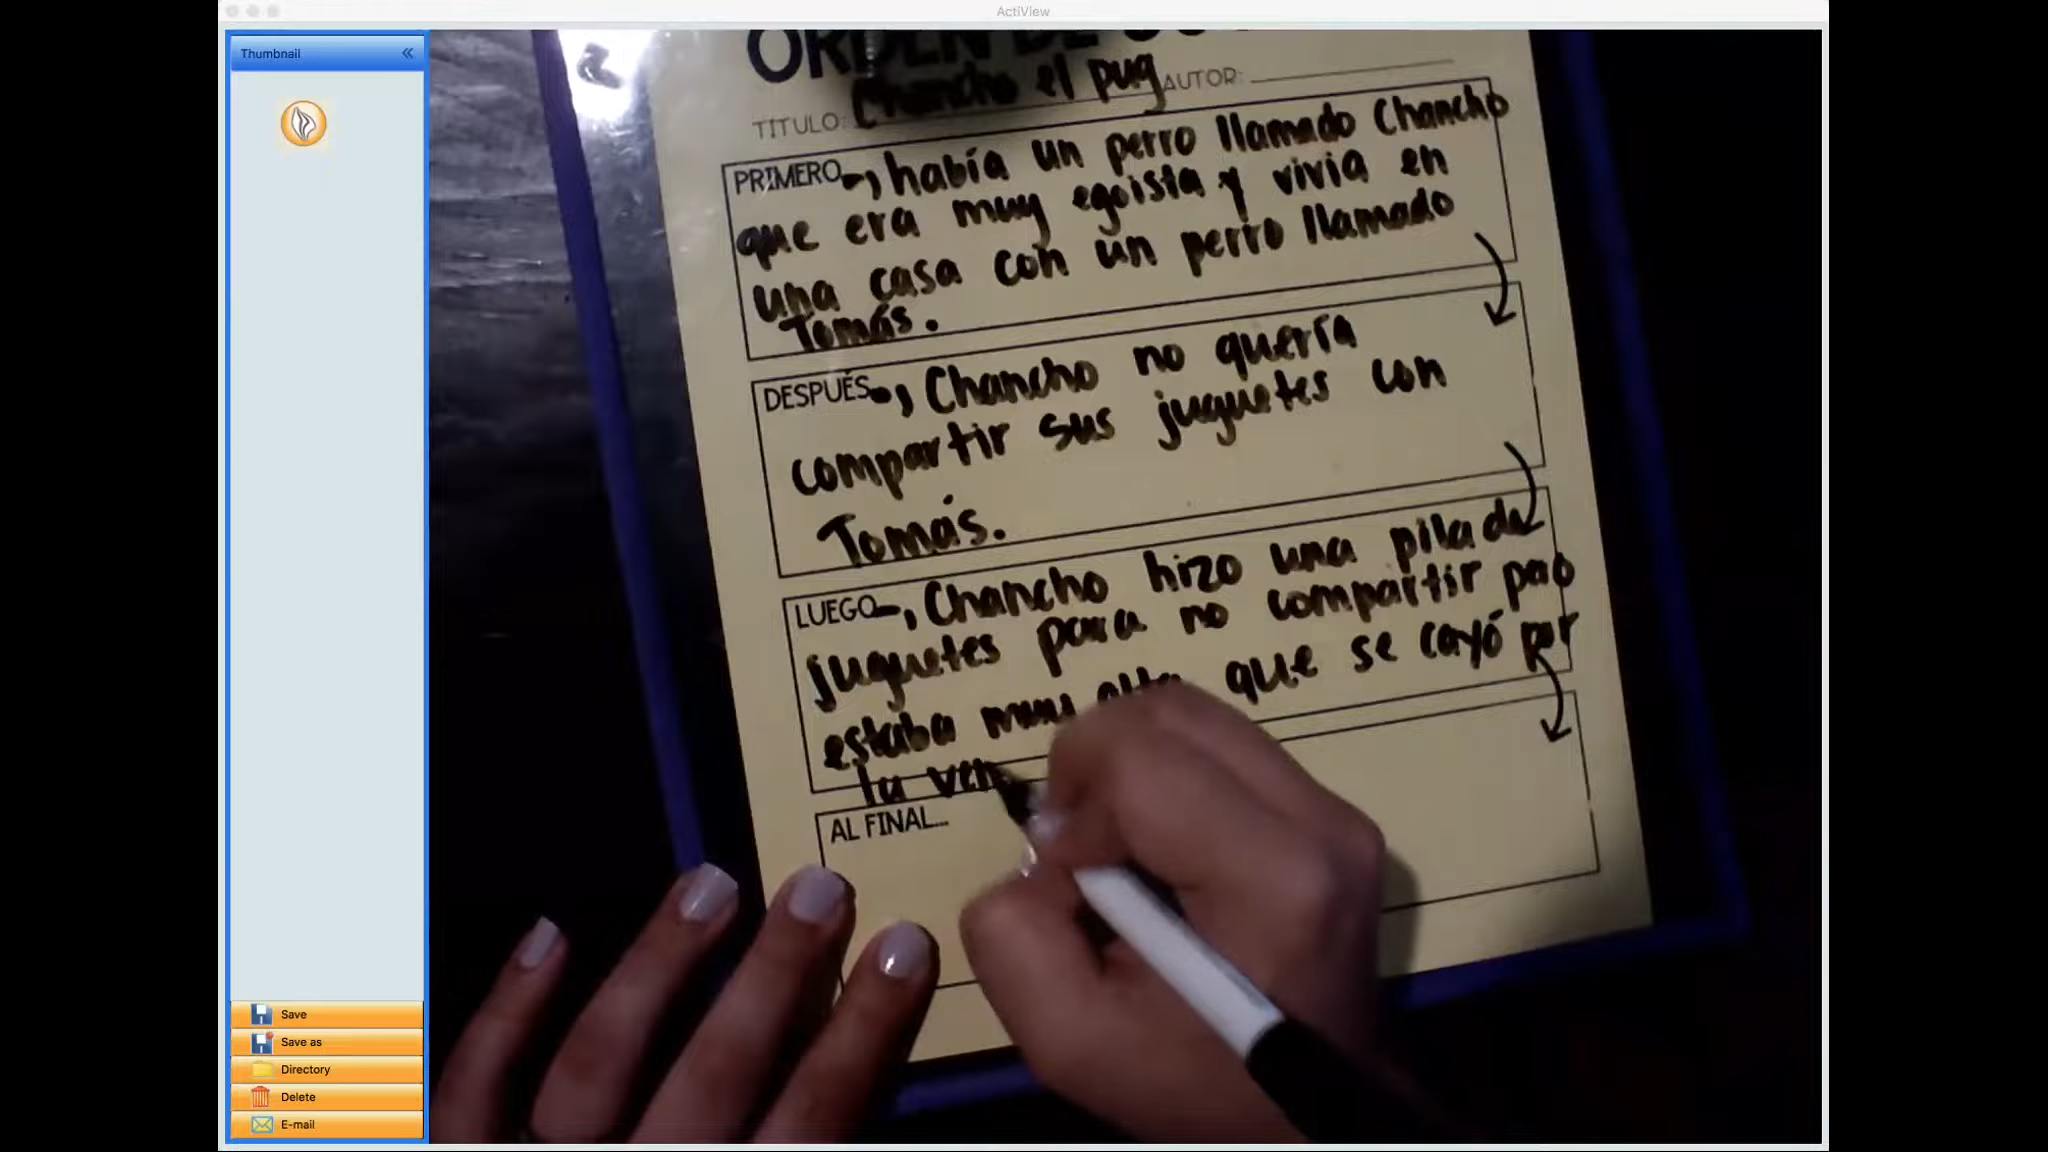 ActiView
Thumbnail
ORDEN DE
Chancho el pug
TÍTULO: AUTOR:
PRIMERO-, había un perro llamado Chancho
que era muy egoista y vivia en
una casa con un perro llamado
Tomás.
DESPUÉS-, Chancho no quería
compartir sus juguetes con
Tomás.
LUEGO-, Chancho hizo una pila de
juguetes para no compartir pero
estaba muy alta que se cayó por
la ven
AL FINAL...
Save
Save as
Directory
Delete
E-mail